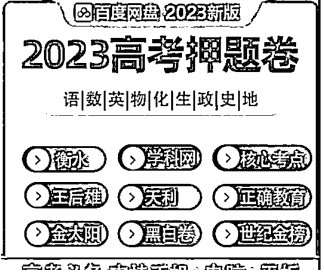 百度网盘 2023新版
2023高考押题卷
语|数|英|物|化|生|政|史|地
衡水 学科网 核心考点
王后雄 天利 正确教育
金太阳 黑白卷 世纪金榜